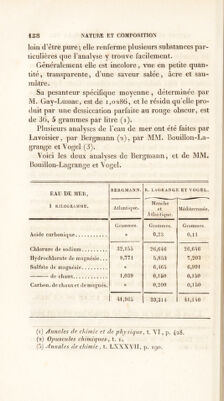 188 NATURE ET COMPOSITION
loin d'être pure; elle renferme plusieurs substances par-
ticulières que l'analyse y trouve facilement.
Généralement elle est incolore, vue en petite quan-
tité, transparente, d'une saveur salée, âcre et sau-
mâtre.
Sa pesanteur spécifique moyenne, déterminée par
M. Gay-Lussac, est de 1,0286, et le résidu qu'elle pro-
duit par une dessiccation parfaite au rouge obscur, est
de 36, 5 grammes par litre (1).
Plusieurs analyses de l'eau de mer ont été faites par
Lavoisier, par Bergmann (2), par MM. Bouillon-La-
grange et Vogel (3).
Voici les deux analyses de Bergmann, et de MM.
Bouillon-Lagrange et Vogel.
EAU DE MER, BERGMANN. B. LAGRANGE ET VOGEL.
1 KILOGRAMME. Atlantique. Manche et Atlantique. Méditerranée.
Grammes. Grammes. Grammes.
Acide carbonique........... " 0,23 0,11
Chlorure de sodium......... 32,155 26,646 26,646
Hydrochlorate de magnésie... 8,771 5,853 7,203
Sulfate de magnésie......... " 6,465 6,991
—— de chaux......... 1,039 0,150 0,150
Carbon. de chaux et de magnés. " 0,200 0,150
41,965 39,314 41,140
(1) Annales de chimie et de physique, t. VI, p. 428.
(2) Opuscules chimiques, t. 1.
(3) Annales de chimie, t. LXXXVII, p. 190.